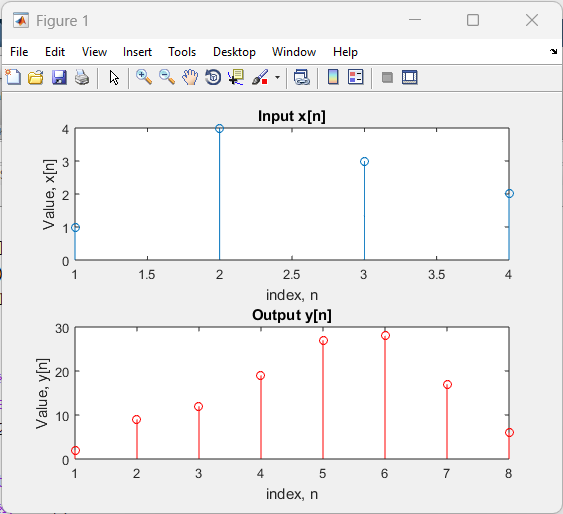 Figure 1
File Edit View Insert Tools Desktop Window Help
Input x[n]
4
3
2
1
0
Value, x[n]
1 1.5 2 2.5 3 3.5 4
index, n
Output y[n]
30
20
10
0
Value, y[n]
1 2 3 4 5 6 7 8
index, n